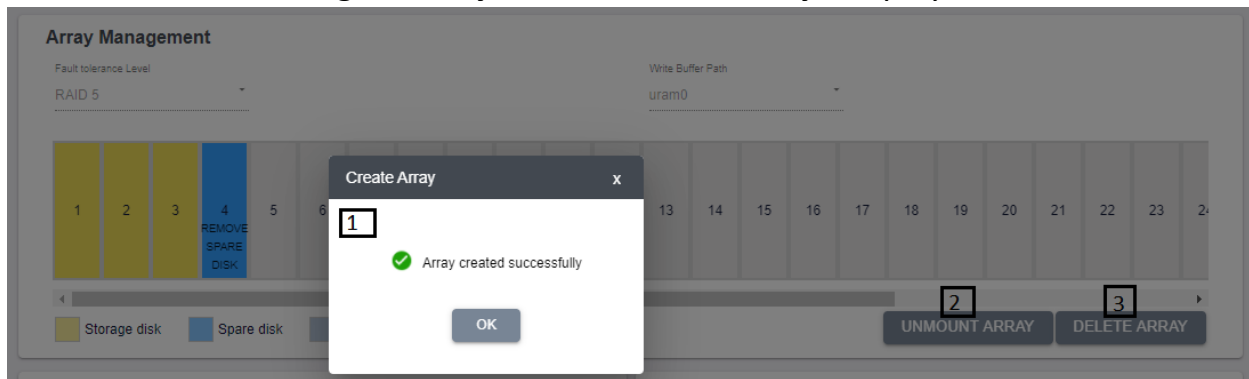 Array Management
Fault tolerance Level
Write Buffer Path
RAID 5
uram0
Create Array x
1 2 3 4 5 6 13 14 15 16 17 18 19 20 21 22 23
REMOVE
SPARE
DISK
1
Array created successfully
2 3
Storage disk Spare disk OK UNMOUNT ARRAY DELETE ARRAY